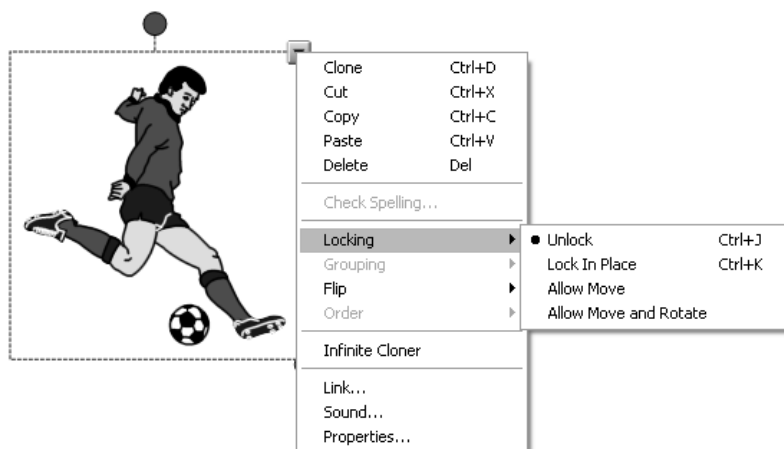 Clone Ctrl+D
Cut Ctrl+X
Copy Ctrl+C
Paste Ctrl+V
Delete Del
Check Spelling...
Locking
Grouping
Flip
Order
Infinite Cloner
Link...
Sound...
Properties...
Unlock Ctrl+J
Lock In Place Ctrl+K
Allow Move
Allow Move and Rotate